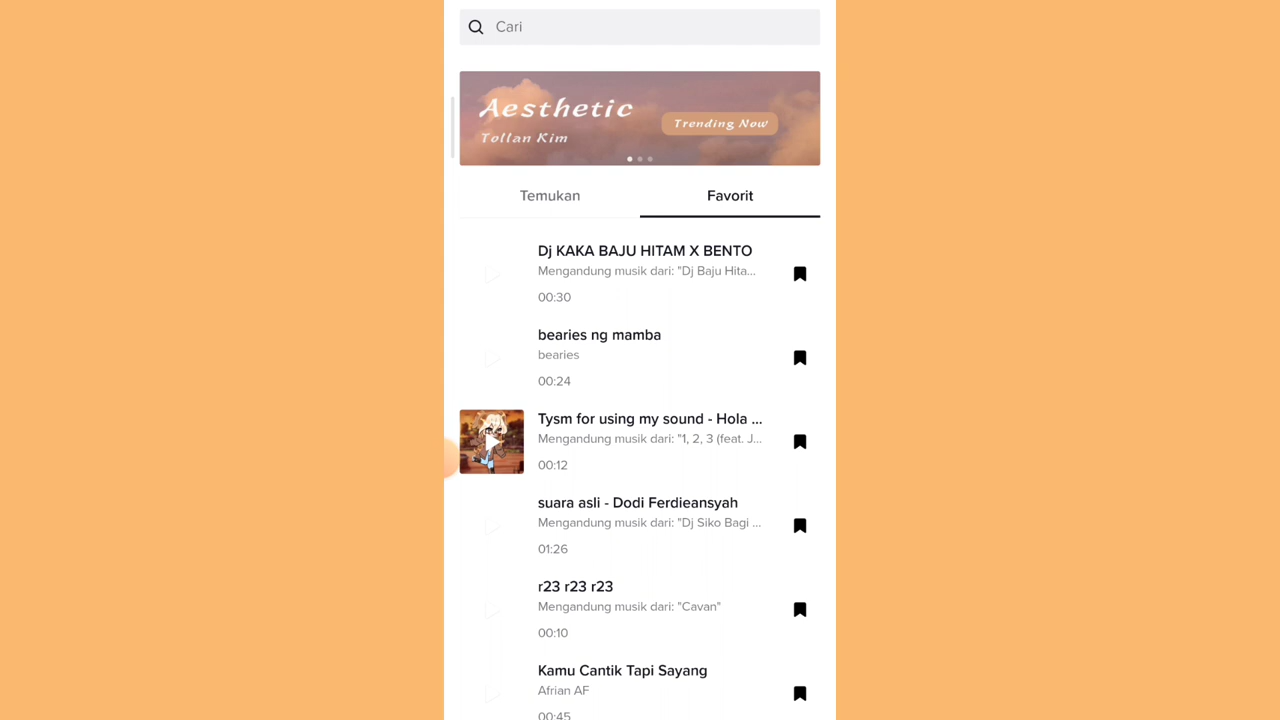 Cari
Aesthetic
Tollan Kim
Trending Now
Temukan
Favorit
Dj KAKA BAJU HITAM X BENTO
Mengandung musik dari: "Dj Baju Hita...
00:30
bearies ng mamba
bearies
00:24
Tysm for using my sound - Hola ...
Mengandung musik dari: "1, 2, 3 (feat. J...
00:12
suara asli - Dodi Ferdieansyah
Mengandung musik dari: "Dj Siko Bagi ...
01:26
r23 r23 r23
Mengandung musik dari: "Cavan"
00:10
Kamu Cantik Tapi Sayang
Afrian AF
00:45